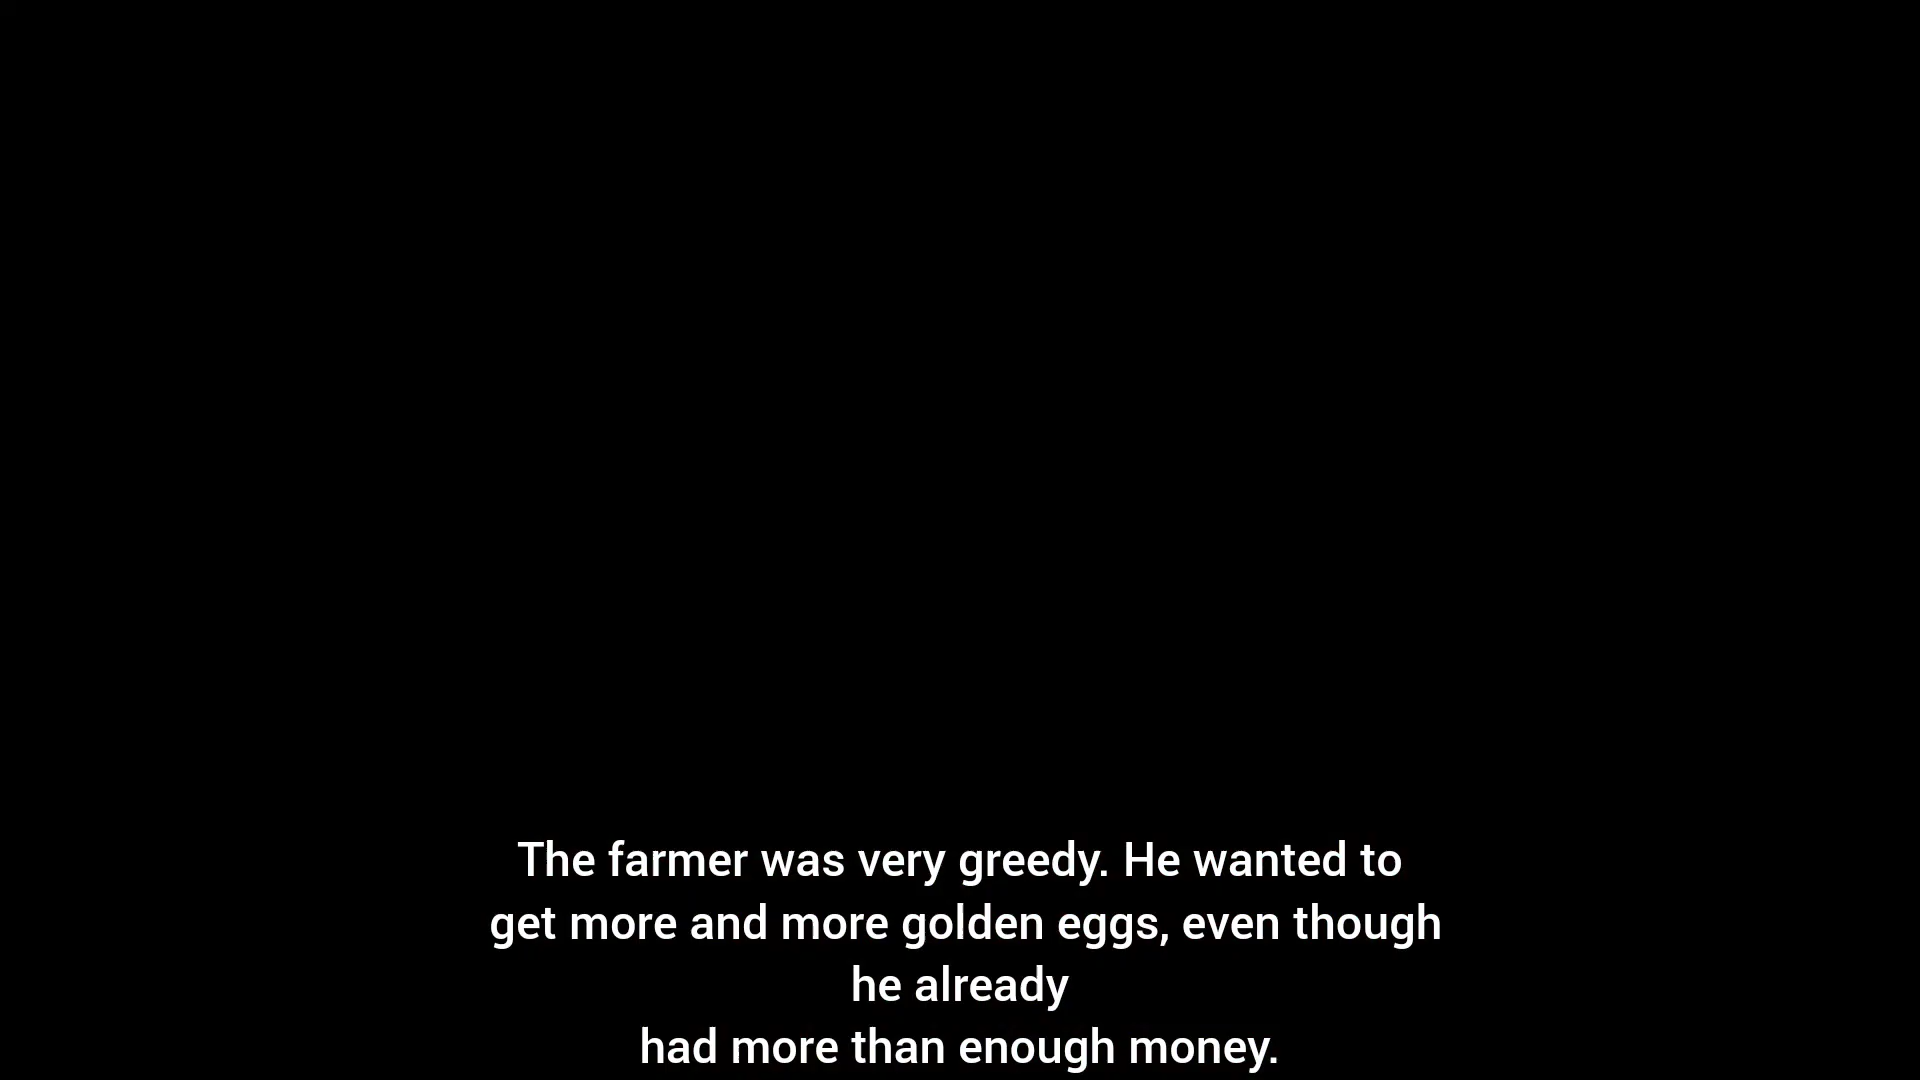 The farmer was very greedy. He wanted to
get more and more golden eggs, even though
he already
had more than enough money.